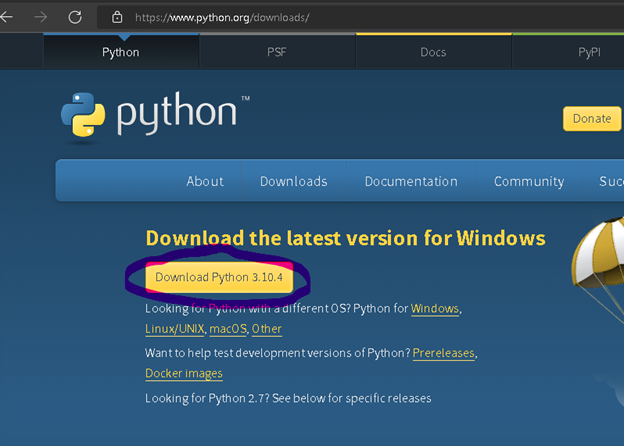 https://www.python.org/downloads/
Python PSF Docs PyPI
python™
Donate
About Downloads Documentation Community Succ
Download the latest version for Windows
Download Python 3.10.4
Looking for Python with a different OS? Python for Windows,
Linux/UNIX, macOS, Other
Want to help test development versions of Python? Prereleases,
Docker images
Looking for Python 2.7? See below for specific releases